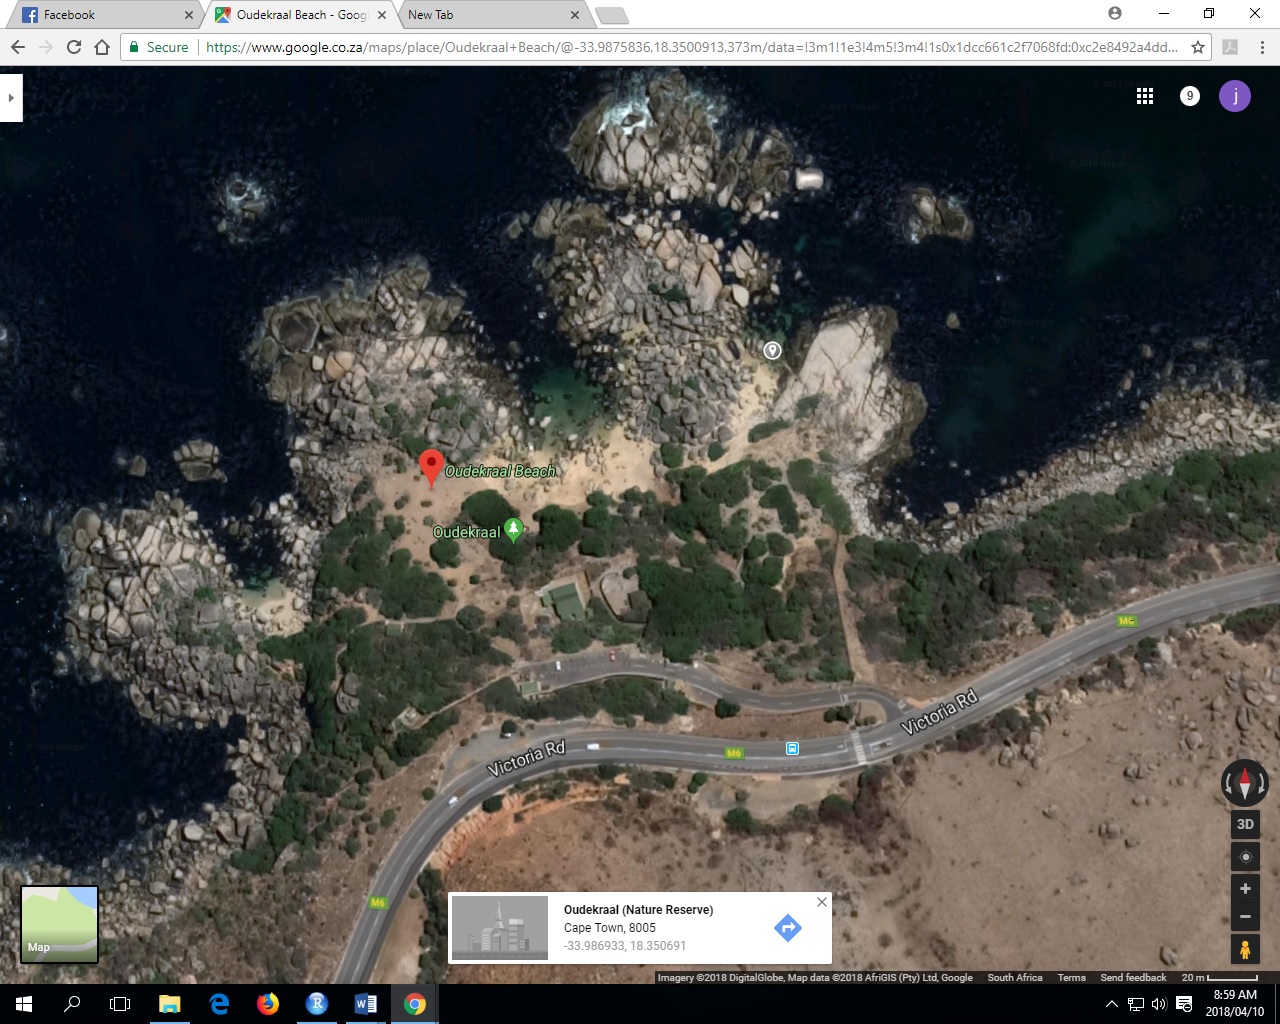 Facebook
Oudekraal Beach - Goog
New Tab
Secure
https://www.google.co.za/maps/place/Oudekraal+Beach/@-33.9875836,18.3500913,373m/data=!3m1!1e3!4m5!3m4!1s0x1dcc661c2f7068fd:0xc2e8492a4dd...
9
j
Oudekraal Beach
Oudekraal
M6
Victoria Rd
Victoria Rd
M6
3D
M6
Map
Oudekraal (Nature Reserve)
Cape Town, 8005
-33.986933, 18.350691
Imagery ©2018 DigitalGlobe, Map data ©2018 AfriGIS (Pty) Ltd, Google South Africa Terms Send feedback 20 m
8:59 AM
2018/04/10